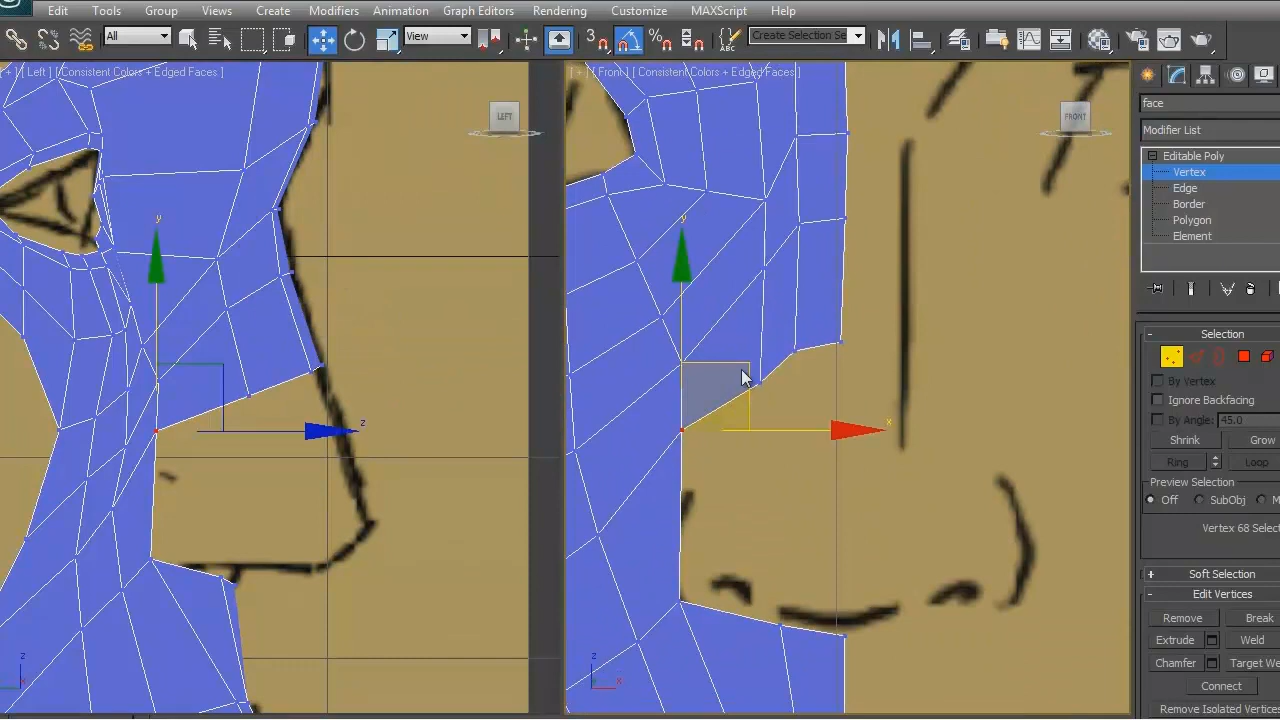 Edit Tools Group Views Create Modifiers Animation Graph Editors Rendering Customize MAXScript Help
All View 3 Create Selection Se
+ ] [ Left ] [ Consistent Colors + Edged Faces ]
[ + ] [ Front ] [ Consistent Colors + Edged Faces ]
LEFT FRONT
face
Modifier List
Editable Poly
Vertex
Edge
Border
Polygon
Element
y y
z x
- Selection
By Vertex
Ignore Backfacing
By Angle: 45.0
Shrink Grow
Ring Loop
Preview Selection
Off SubObj M
Vertex 68 Select
+ Soft Selection
- Edit Vertices
Remove Break
Extrude Weld
Chamfer Target We
Connect
Remove Isolated Vertices
z z
x